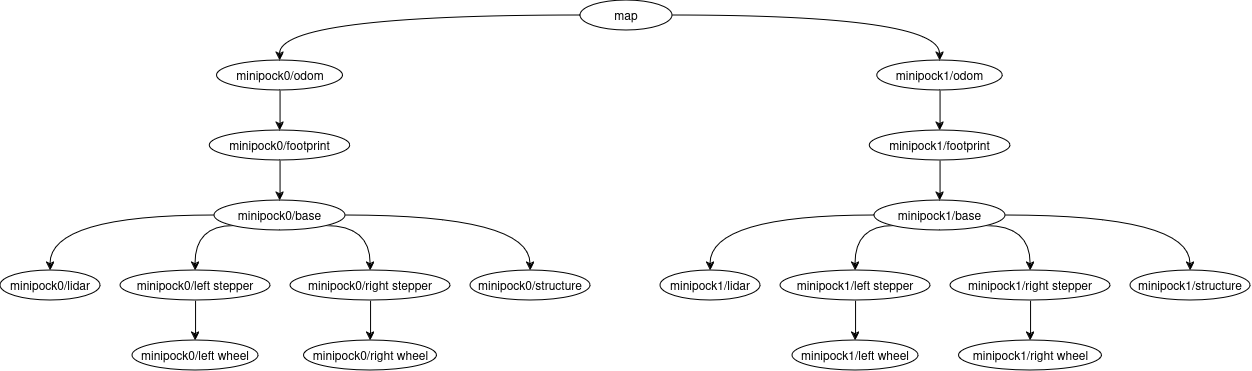 map
minipock0/odom
minipock1/odom
minipock0/footprint
minipock1/footprint
minipock0/base
minipock1/base
minipock0/lidar
minipock0/left stepper
minipock0/right stepper
minipock0/structure
minipock1/lidar
minipock1/left stepper
minipock1/right stepper
minipock1/structure
minipock0/left wheel
minipock0/right wheel
minipock1/left wheel
minipock1/right wheel